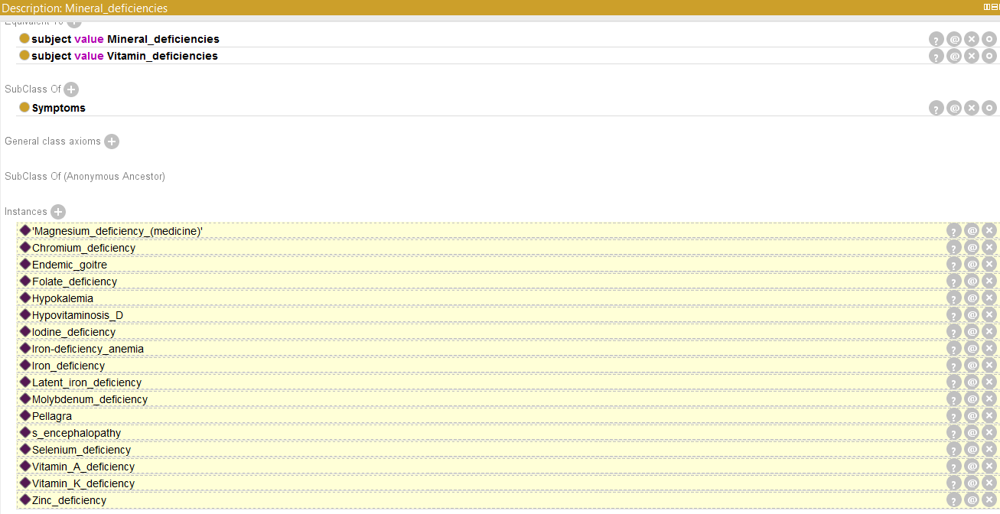 Description: Mineral_deficiencies
Equivalent To
subject value Mineral_deficiencies
subject value Vitamin_deficiencies
SubClass Of
Symptoms
General class axioms
SubClass Of (Anonymous Ancestor)
Instances
'Magnesium_deficiency_(medicine)'
Chromium_deficiency
Endemic_goitre
Folate_deficiency
Hypokalemia
Hypovitaminosis_D
Iodine_deficiency
Iron-deficiency_anemia
Iron_deficiency
Latent_iron_deficiency
Molybdenum_deficiency
Pellagra
s_encephalopathy
Selenium_deficiency
Vitamin_A_deficiency
Vitamin_K_deficiency
Zinc_deficiency